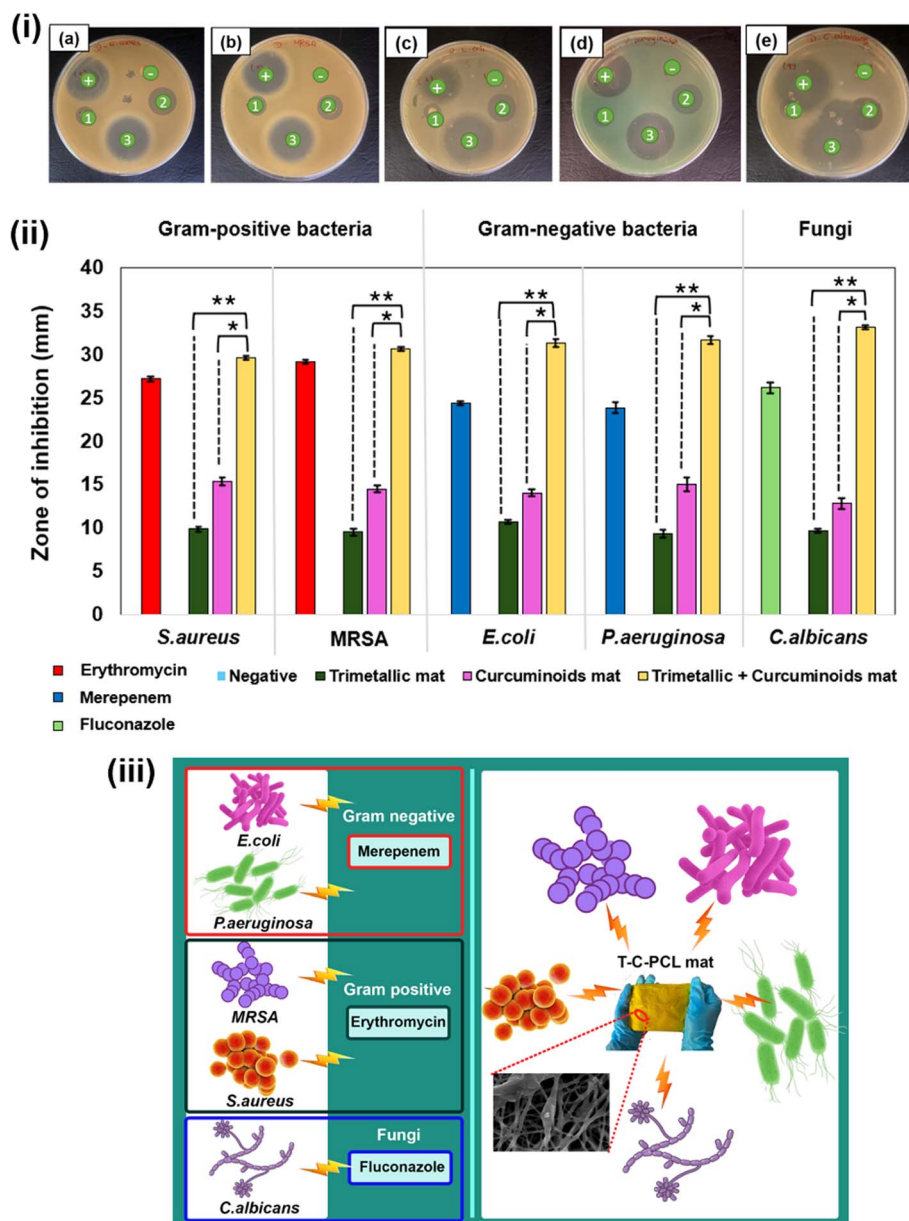 (i)
(a)
(b)
(c)
(d)
(e)
+ -
1 2
3
+ -
1 2
3
+ -
1 2
3
+ -
1 2
3
+ -
1 2
3
(ii)
Gram-positive bacteria Gram-negative bacteria Fungi
Zone of inhibition (mm)
40
35
30
25
20
15
10
5
0
** * ** * ** * ** * ** *
S.aureus MRSA E.coli P.aeruginosa C.albicans
Erythromycin
Merepenem
Fluconazole
Negative Trimetallic mat Curcuminoids mat Trimetallic + Curcuminoids mat
(iii)
E.coli
P.aeruginosa
Gram negative
Merepenem
MRSA
S.aureus
Gram positive
Erythromycin
C.albicans
Fungi
Fluconazole
T-C-PCL mat